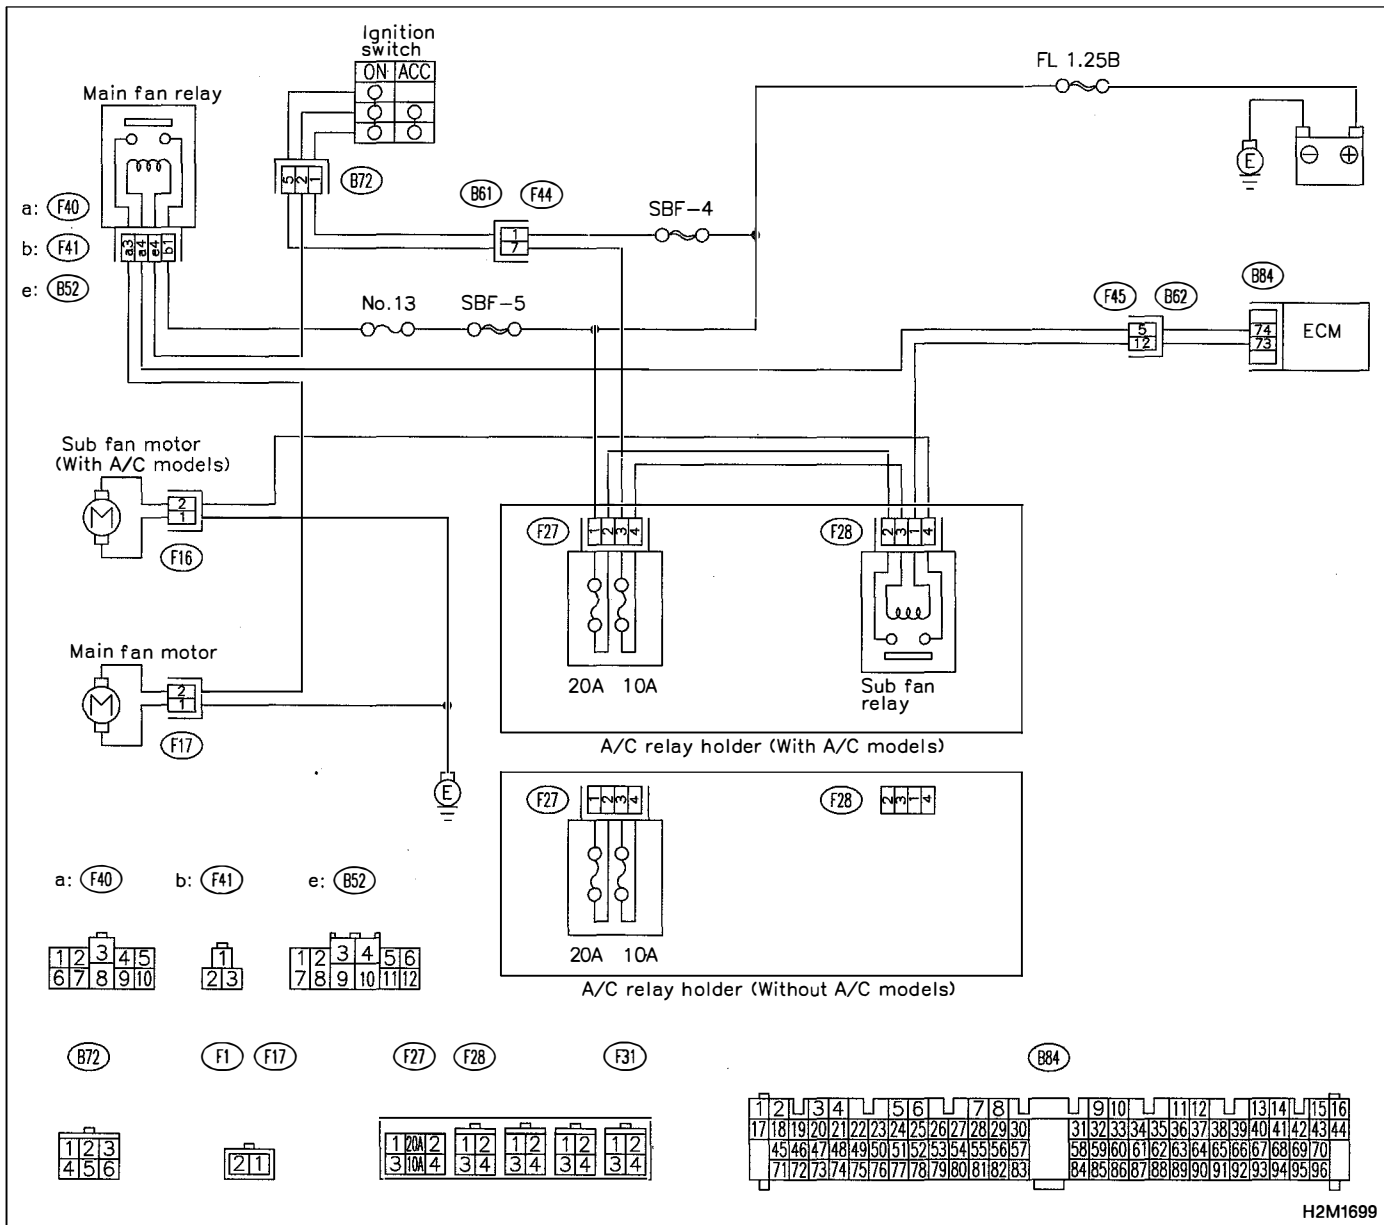 Ignition
switch
ON ACC
Main fan relay
FL 1.25B
E
5 2 1
B72
a: F40
b: F41
e: B52
a3 a4 e4 b1
B61 F44
1
7
SBF-4
No.13 SBF-5
F45 B62
5
12
B84
74
73
ECM
Sub fan motor
(With A/C models)
M
2
1
F16
F27
1 2 3 4
F28
2 3 1 4
20A 10A
Sub fan
relay
A/C relay holder (With A/C models)
Main fan motor
M
2
1
F17
E
F27
1 2 3 4
F28
2 3 1 4
20A 10A
A/C relay holder (Without A/C models)
a: F40 b: F41 e: B52
1 2 3 4 5
6 7 8 9 10
1
2 3
1 2 3 4 5 6
7 8 9 10 11 12
B72 F1 F17 F27 F28 F31 B84
1 2 3
4 5 6
2 1
1 20A 2
3 10A 4
1 2
3 4
1 2
3 4
1 2
3 4
1 2
3 4
1 2 3 4 5 6 7 8 9 10 11 12 13 14 15 16
17 18 19 20 21 22 23 24 25 26 27 28 29 30 31 32 33 34 35 36 37 38 39 40 41 42 43 44
45 46 47 48 49 50 51 52 53 54 55 56 57 58 59 60 61 62 63 64 65 66 67 68 69 70
71 72 73 74 75 76 77 78 79 80 81 82 83 84 85 86 87 88 89 90 91 92 93 94 95 96
H2M1699